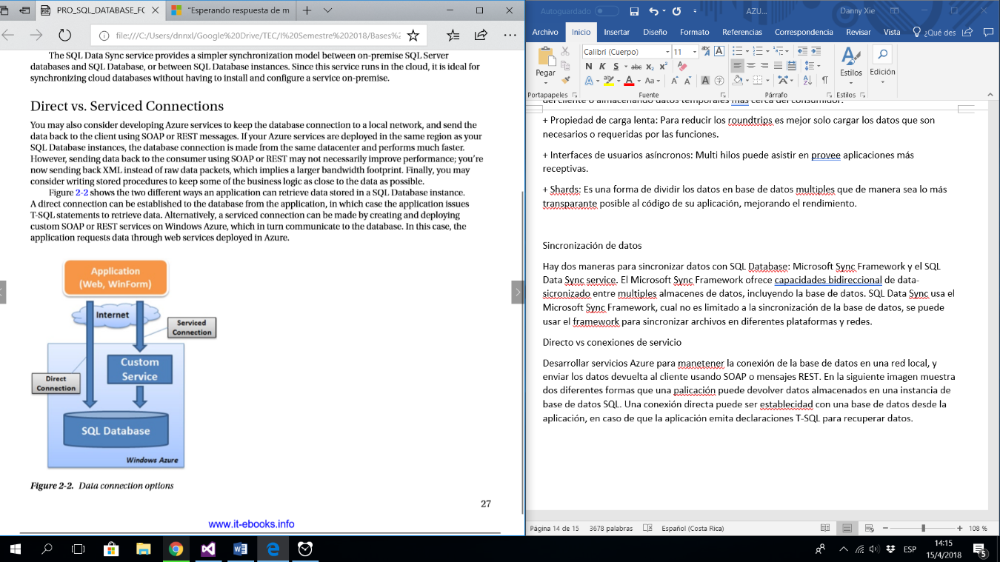 PRO_SQL_DATABASE_FC
"Esperando respuesta de m
file:///C:/Users/dnnxl/Google%20Drive/TEC/I%20Semestre%202018/Bases%2
The SQL Data Sync service provides a simpler synchronization model between on-premise SQL Server
databases and SQL Database, or between SQL Database instances. Since this service runs in the cloud, it is ideal for
synchronizing cloud databases without having to install and configure a service on-premise.
Direct vs. Serviced Connections
You may also consider developing Azure services to keep the database connection to a local network, and send the
data back to the client using SOAP or REST messages. If your Azure services are deployed in the same region as your
SQL Database instances, the database connection is made from the same datacenter and performs much faster.
However, sending data back to the consumer using SOAP or REST may not necessarily improve performance; you're
now sending back XML instead of raw data packets, which implies a larger bandwidth footprint. Finally, you may
consider writing stored procedures to keep some of the business logic as close to the data as possible.
Figure 2-2 shows the two different ways an application can retrieve data stored in a SQL Database instance.
A direct connection can be established to the database from the application, in which case the application issues
T-SQL statements to retrieve data. Alternatively, a serviced connection can be made by creating and deploying
custom SOAP or REST services on Windows Azure, which in turn communicate to the database. In this case, the
application requests data through web services deployed in Azure.
Application
(Web, WinForm)
Internet
Serviced
Connection
Custom
Service
Direct
Connection
SQL Database
Windows Azure
Figure 2-2. Data connection options
27
www.it-ebooks.info
Autoguardado
AZU...
Danny Xie
Archivo Inicio Insertar Diseño Formato Referencias Correspondencia Revisar Vista ¿Qué des
Calibri (Cuerpo) 11
Pegar
N K S abc x₂ x²
A Aa A A A
Estilos
Edición
Portapapeles Fuente Párrafo Estilos
del cliente o almacenando datos temporales más cerca del consumidor.
+ Propiedad de carga lenta: Para reducir los roundtrips es mejor solo cargar los datos que son
necesarios o requeridas por las funciones.
+ Interfaces de usuarios asíncronos: Multi hilos puede asistir en provee aplicaciones más
receptivas.
+ Shards: Es una forma de dividir los datos en base de datos multiples que de manera sea lo más
transparante posible al código de su aplicación, mejorando el rendimiento.
Sincronización de datos
Hay dos maneras para sincronizar datos con SQL Database: Microsoft Sync Framework y el SQL
Data Sync service. El Microsoft Sync Framework ofrece capacidades bidireccional de data-
sicronizado entre multiples almacenes de datos, incluyendo la base de datos. SQL Data Sync usa el
Microsoft Sync Framework, cual no es limitado a la sincronización de la base de datos, se puede
usar el framework para sincronizar archivos en diferentes plataformas y redes.
Directo vs conexiones de servicio
Desarrollar servicios Azure para manetener la conexión de la base de datos en una red local, y
enviar los datos devuelta al cliente usando SOAP o mensajes REST. En la siguiente imagen muestra
dos diferentes formas que una palicación puede devolver datos almacenados en una instancia de
base de datos SQL. Una conexión directa puede ser establecidad con una base de datos desde la
aplicación, en caso de que la aplicación emita declaraciones T-SQL para recuperar datos.
Página 14 de 15 3678 palabras Español (Costa Rica) 108 %
ESP
14:15
15/4/2018
5